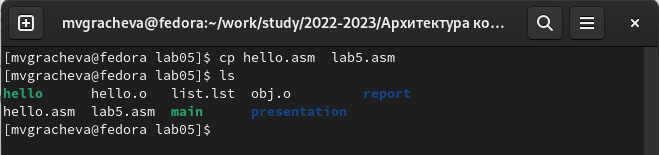 mvgracheva@fedora:~/work/study/2022-2023/Архитектура ко...
[mvgracheva@fedora lab05]$ cp hello.asm  lab5.asm
[mvgracheva@fedora lab05]$ ls
hello      hello.o   list.lst  obj.o         report
hello.asm  lab5.asm  main      presentation
[mvgracheva@fedora lab05]$